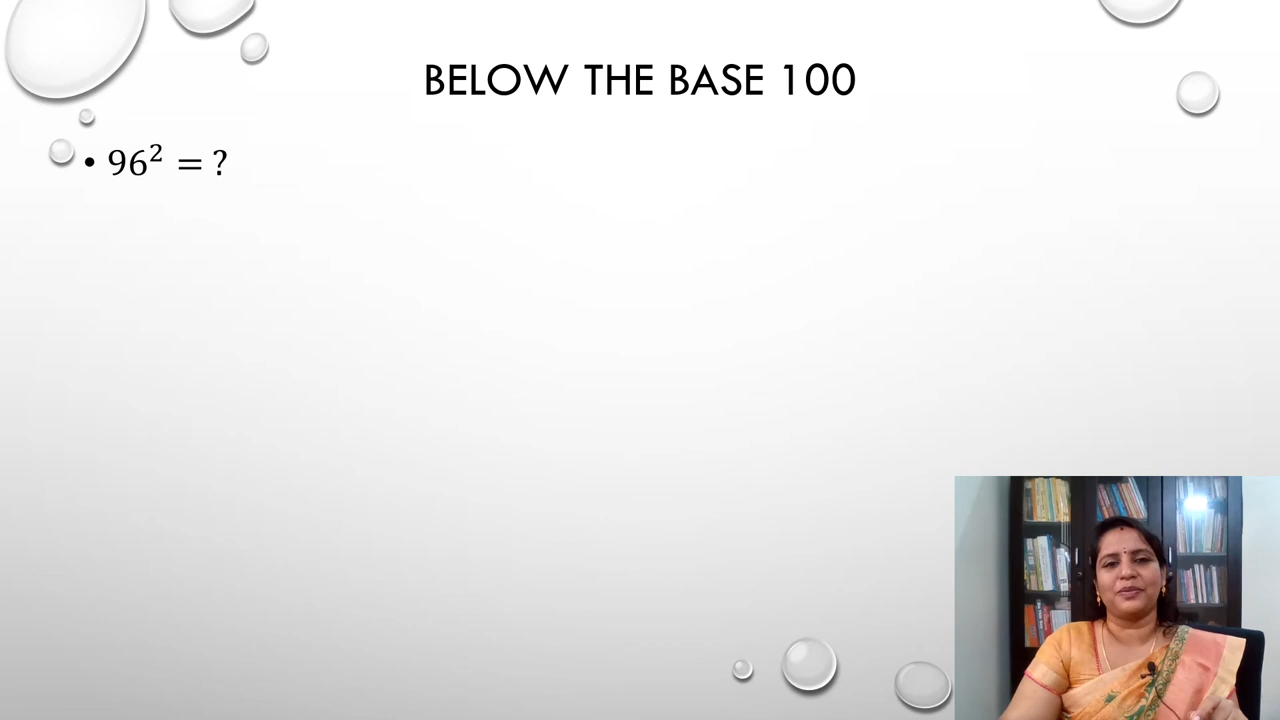 BELOW THE BASE 100
• 96² = ?